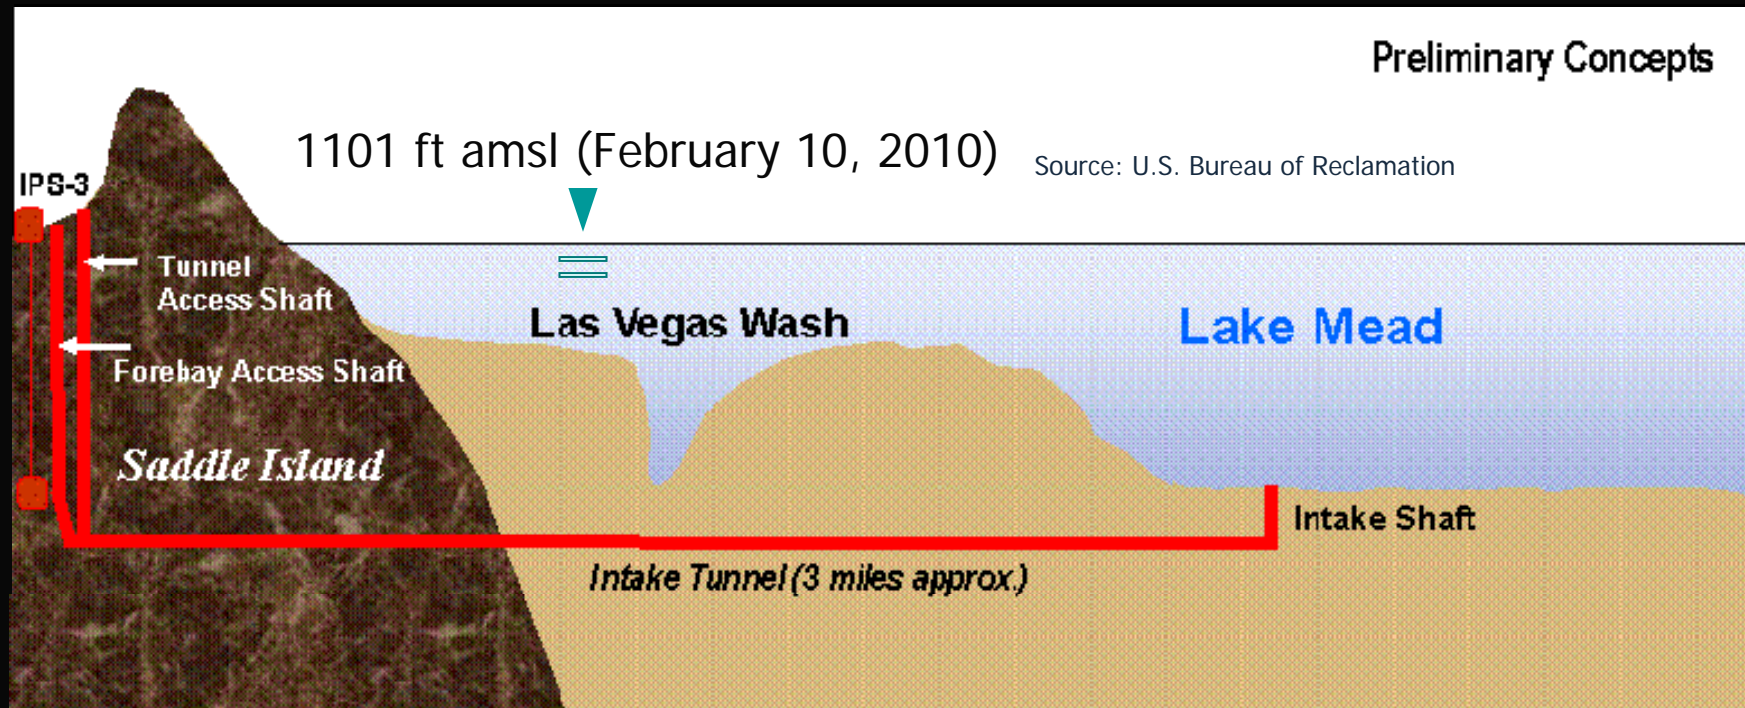 Preliminary Concepts
1101 ft amsl (February 10, 2010)
Source: U.S. Bureau of Reclamation
IPS-3
Tunnel
Access Shaft
Las Vegas Wash
Lake Mead
Forebay Access Shaft
Saddle Island
Intake Shaft
Intake Tunnel (3 miles approx.)